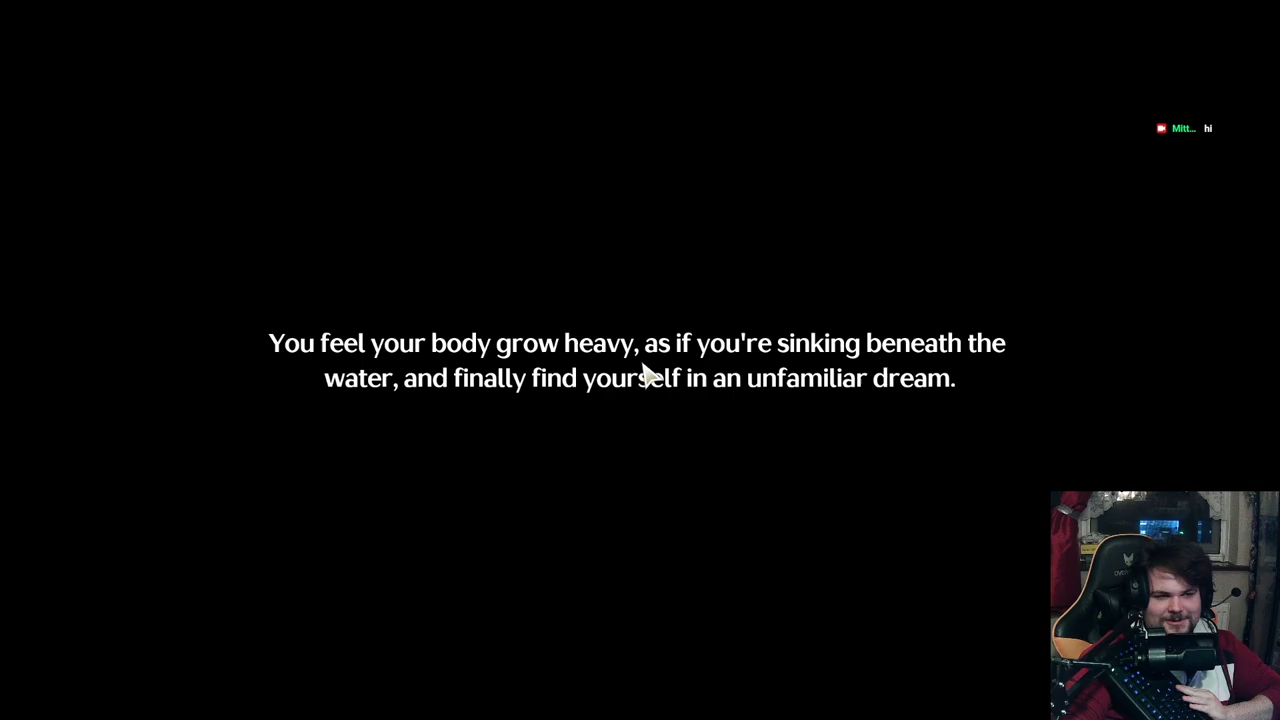 Mitt... hi
You feel your body grow heavy, as if you're sinking beneath the
water, and finally find yourself in an unfamiliar dream.